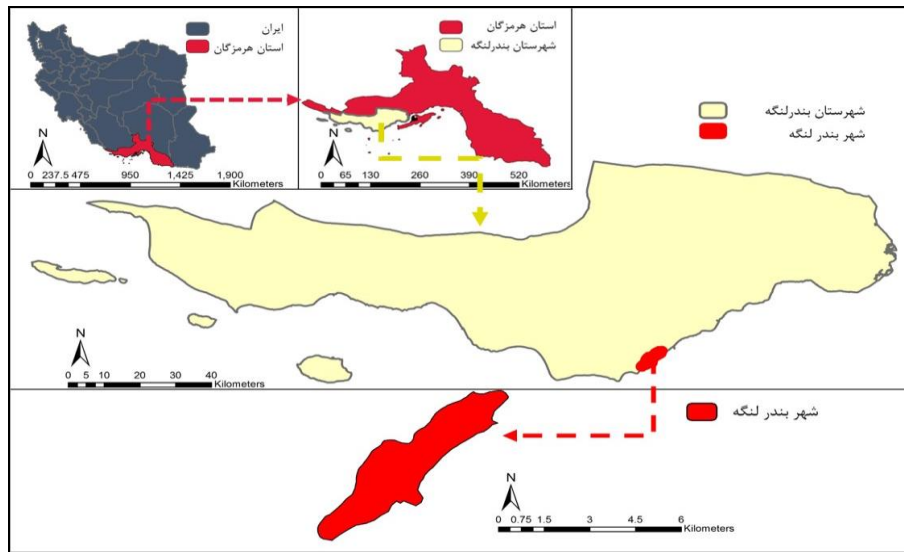 ایران
استان هرمزگان
N
0 237.5 475 950 1,425 1,900
Kilometers
استان هرمزگان
شهرستان بندرلنگه
N
0 65 130 260 390 520
Kilometers
شهرستان بندرلنگه
شهر بندر لنگه
N
0 5 10 20 30 40
Kilometers
شهر بندر لنگه
N
0 0.75 1.5 3 4.5 6
Kilometers